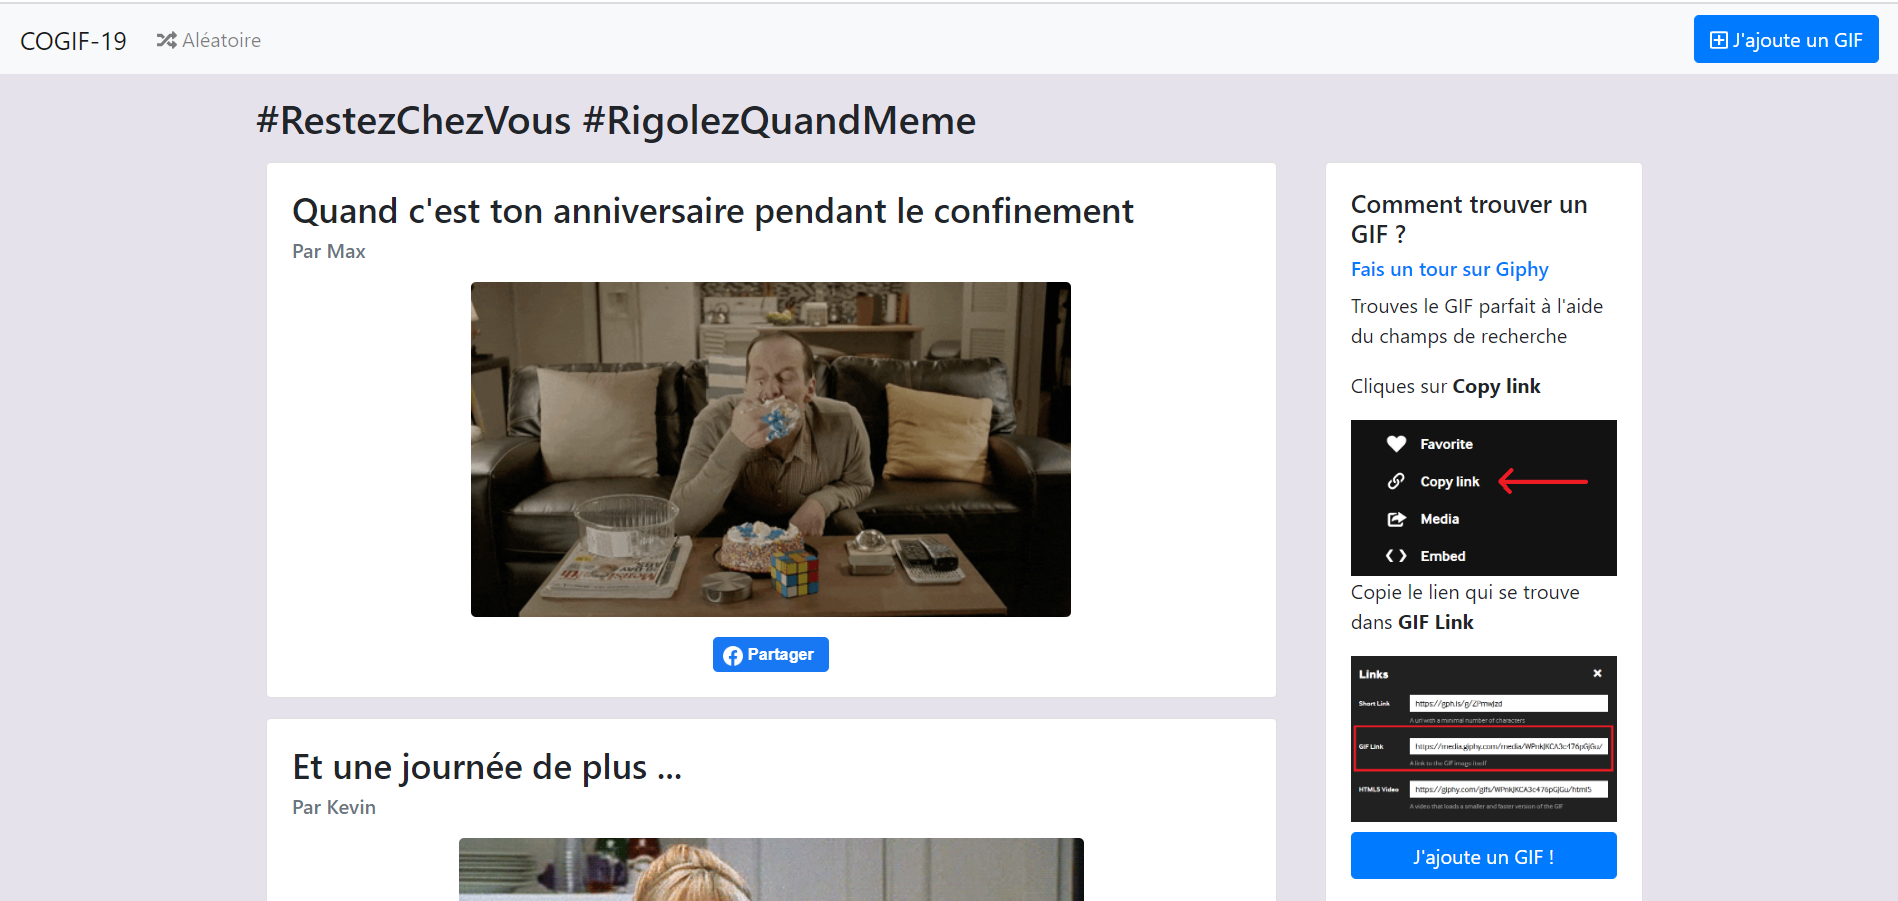 COGIF-19
Aléatoire
J'ajoute un GIF
#RestezChezVous #RigolezQuandMeme
Quand c'est ton anniversaire pendant le confinement
Par Max
Partager
Et une journée de plus ...
Par Kevin
Comment trouver un
GIF ?
Fais un tour sur Giphy
Trouves le GIF parfait à l'aide
du champs de recherche
Cliques sur Copy link
Favorite
Copy link
Media
Embed
Copie le lien qui se trouve
dans GIF Link
Links
Short Link
A url with a minimal number of characters
GIF Link https://media.giphy.com/media/WPnkJKCA3c476pGjGu/
A link to the GIF image itself
HTML5 Video https://giphy.com/gifs/WPnkJKCA3c476pGjGu/html5
A video that loads a smaller and faster version of the GIF
J'ajoute un GIF !